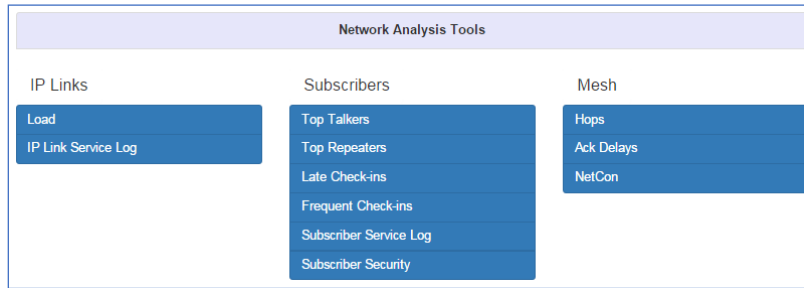 Network Analysis Tools
IP Links
Load
IP Link Service Log
Subscribers
Top Talkers
Top Repeaters
Late Check-ins
Frequent Check-ins
Subscriber Service Log
Subscriber Security
Mesh
Hops
Ack Delays
NetCon